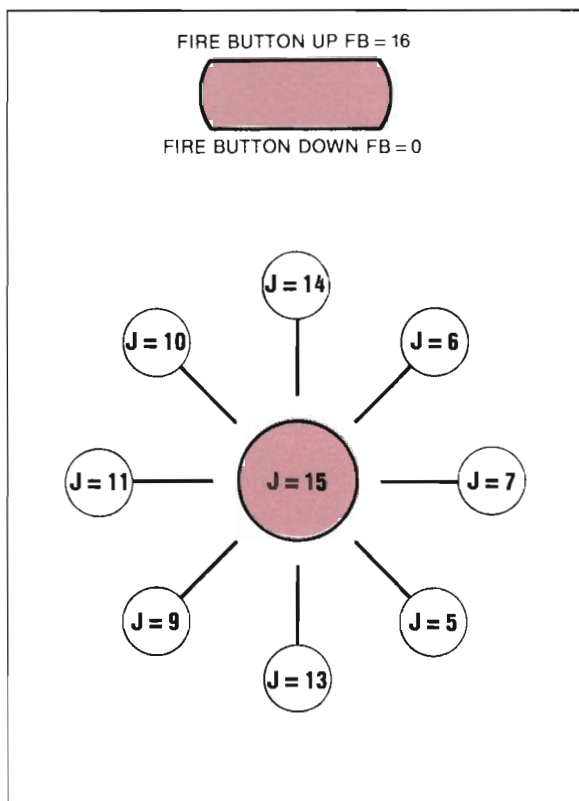 FIRE BUTTON UP FB = 16
FIRE BUTTON DOWN FB = 0
J = 14
J = 10
J = 6
J = 11
J = 15
J = 7
J = 9
J = 5
J = 13